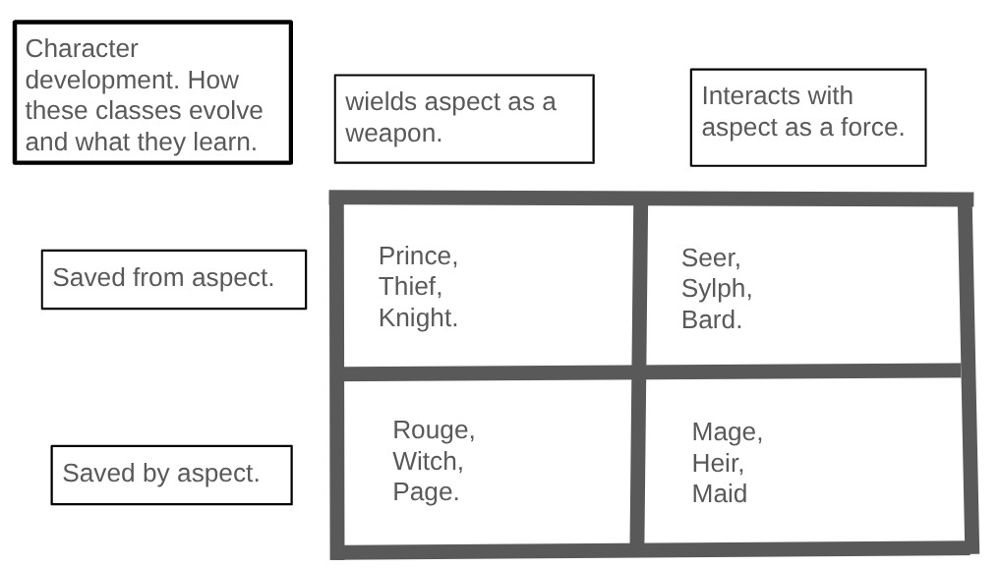 Character
development. How
these classes evolve
and what they learn.
wields aspect as a
weapon.
Interacts with
aspect as a force.
Saved from aspect.
Prince,
Thief,
Knight.
Seer,
Sylph,
Bard.
Saved by aspect.
Rouge,
Witch,
Page.
Mage,
Heir,
Maid